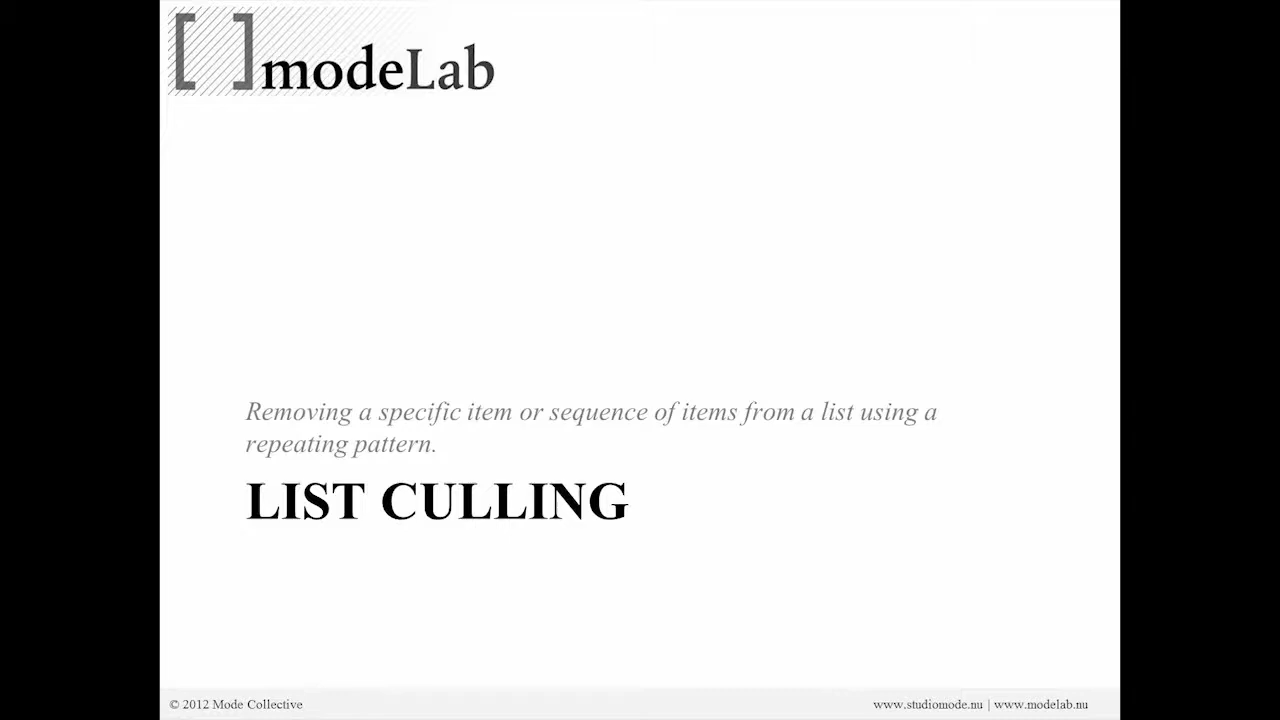 [ ] modeLab
Removing a specific item or sequence of items from a list using a
repeating pattern.
LIST CULLING
© 2012 Mode Collective
www.studiomode.nu | www.modelab.nu